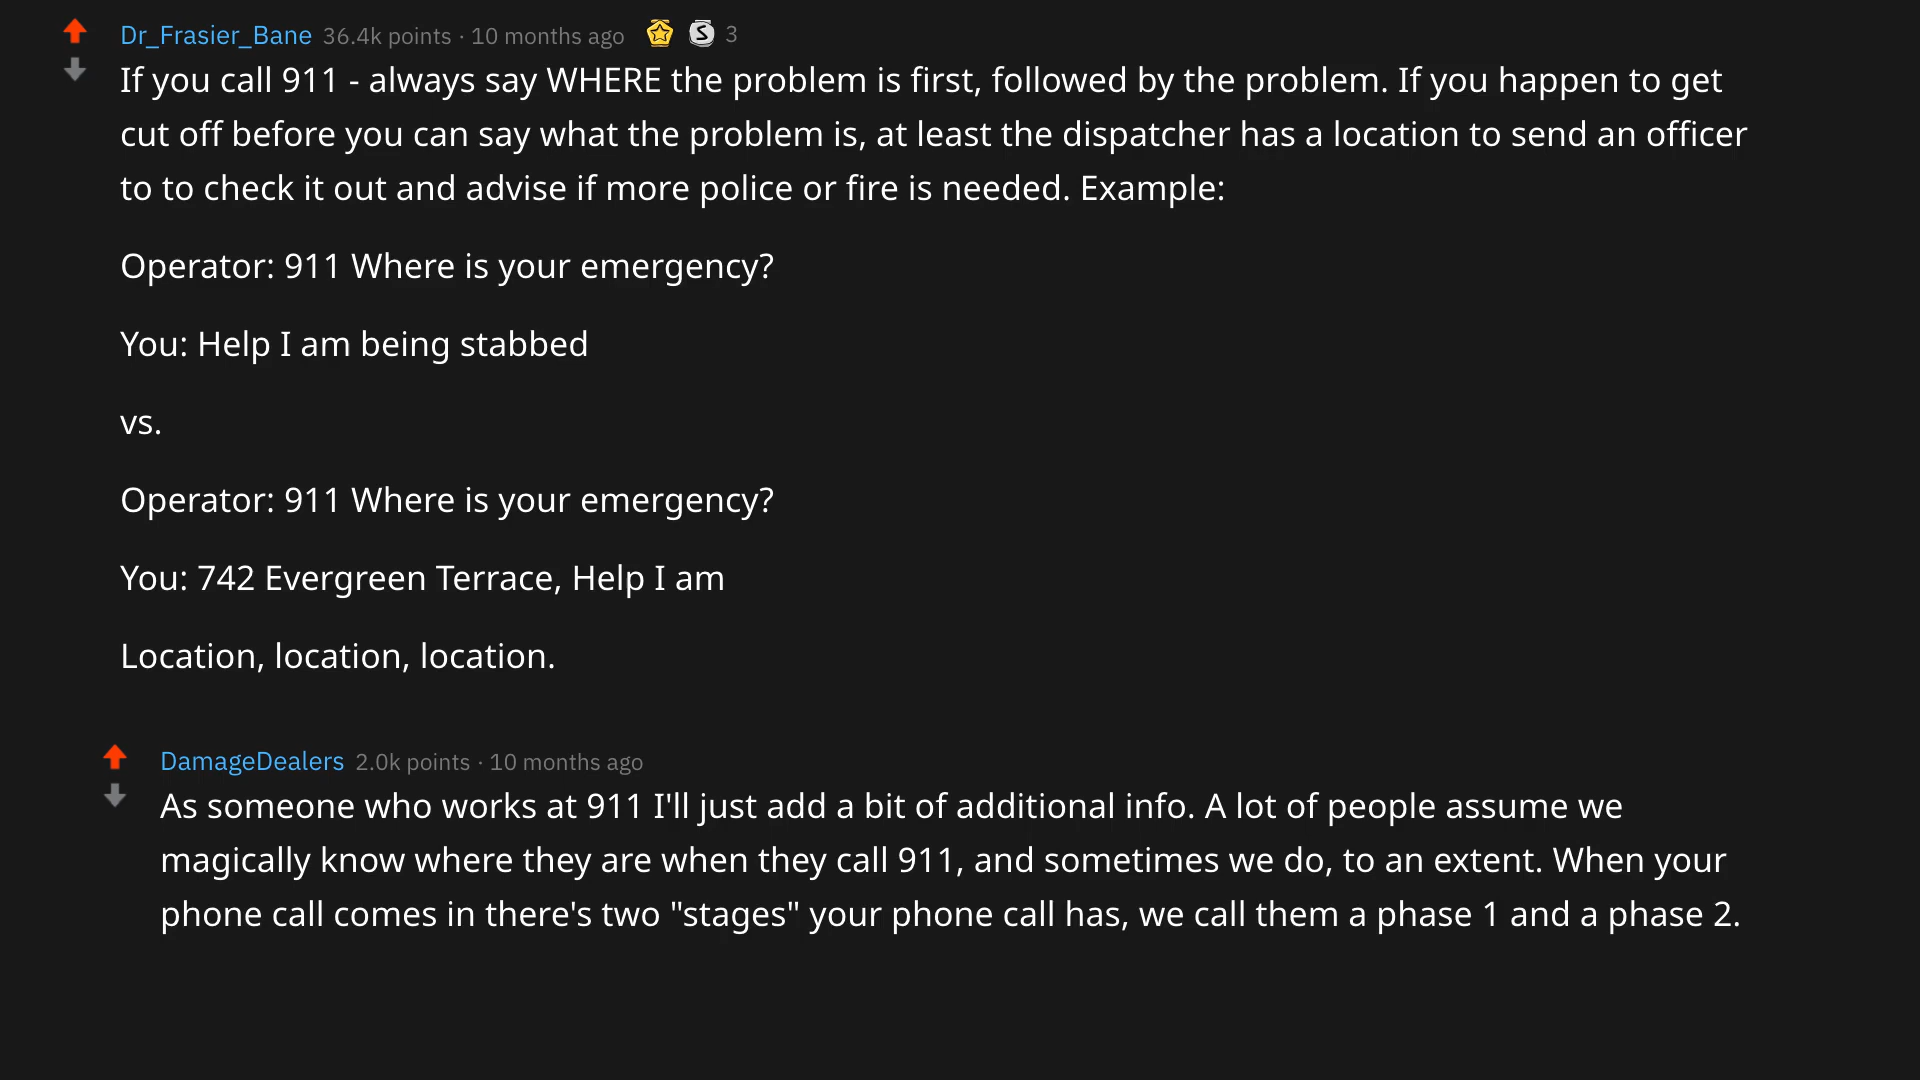 Dr_Frasier_Bane 36.4k points · 10 months ago S 3
If you call 911 - always say WHERE the problem is first, followed by the problem. If you happen to get
cut off before you can say what the problem is, at least the dispatcher has a location to send an officer
to to check it out and advise if more police or fire is needed. Example:
Operator: 911 Where is your emergency?
You: Help I am being stabbed
vs.
Operator: 911 Where is your emergency?
You: 742 Evergreen Terrace, Help I am
Location, location, location.
DamageDealers 2.0k points · 10 months ago
As someone who works at 911 I'll just add a bit of additional info. A lot of people assume we
magically know where they are when they call 911, and sometimes we do, to an extent. When your
phone call comes in there's two "stages" your phone call has, we call them a phase 1 and a phase 2.